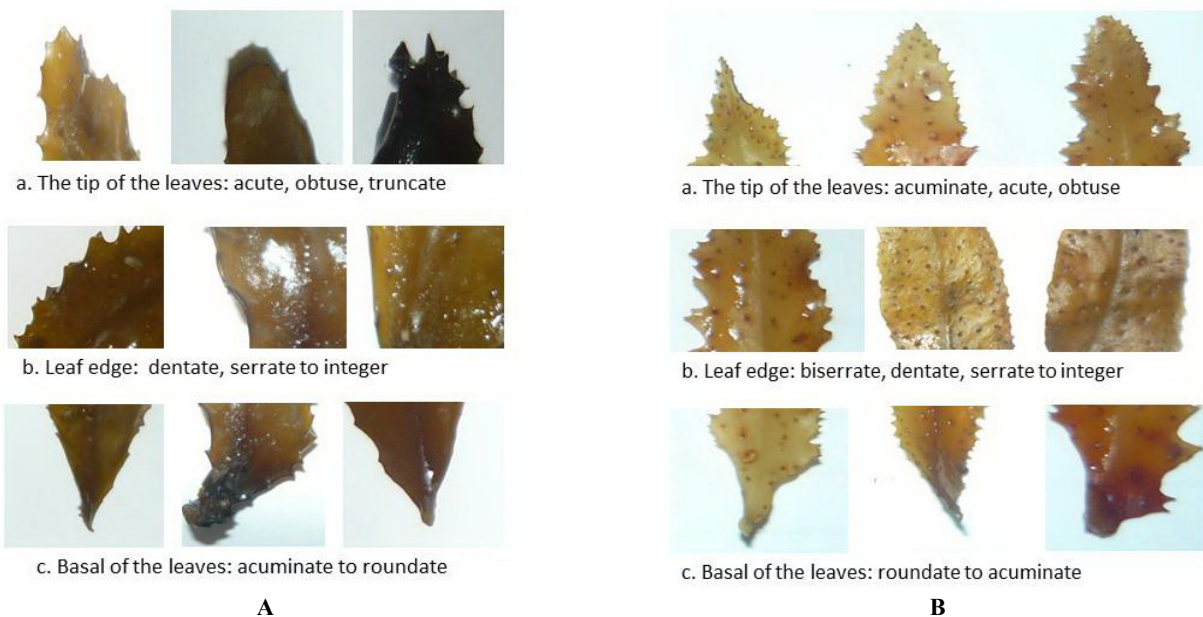 a. The tip of the leaves: acute, obtuse, truncate
b. Leaf edge:  dentate, serrate to integer
c. Basal of the leaves: acuminate to roundate
A
a. The tip of the leaves: acuminate, acute, obtuse
b. Leaf edge: biserrate, dentate, serrate to integer
c. Basal of the leaves: roundate to acuminate
B